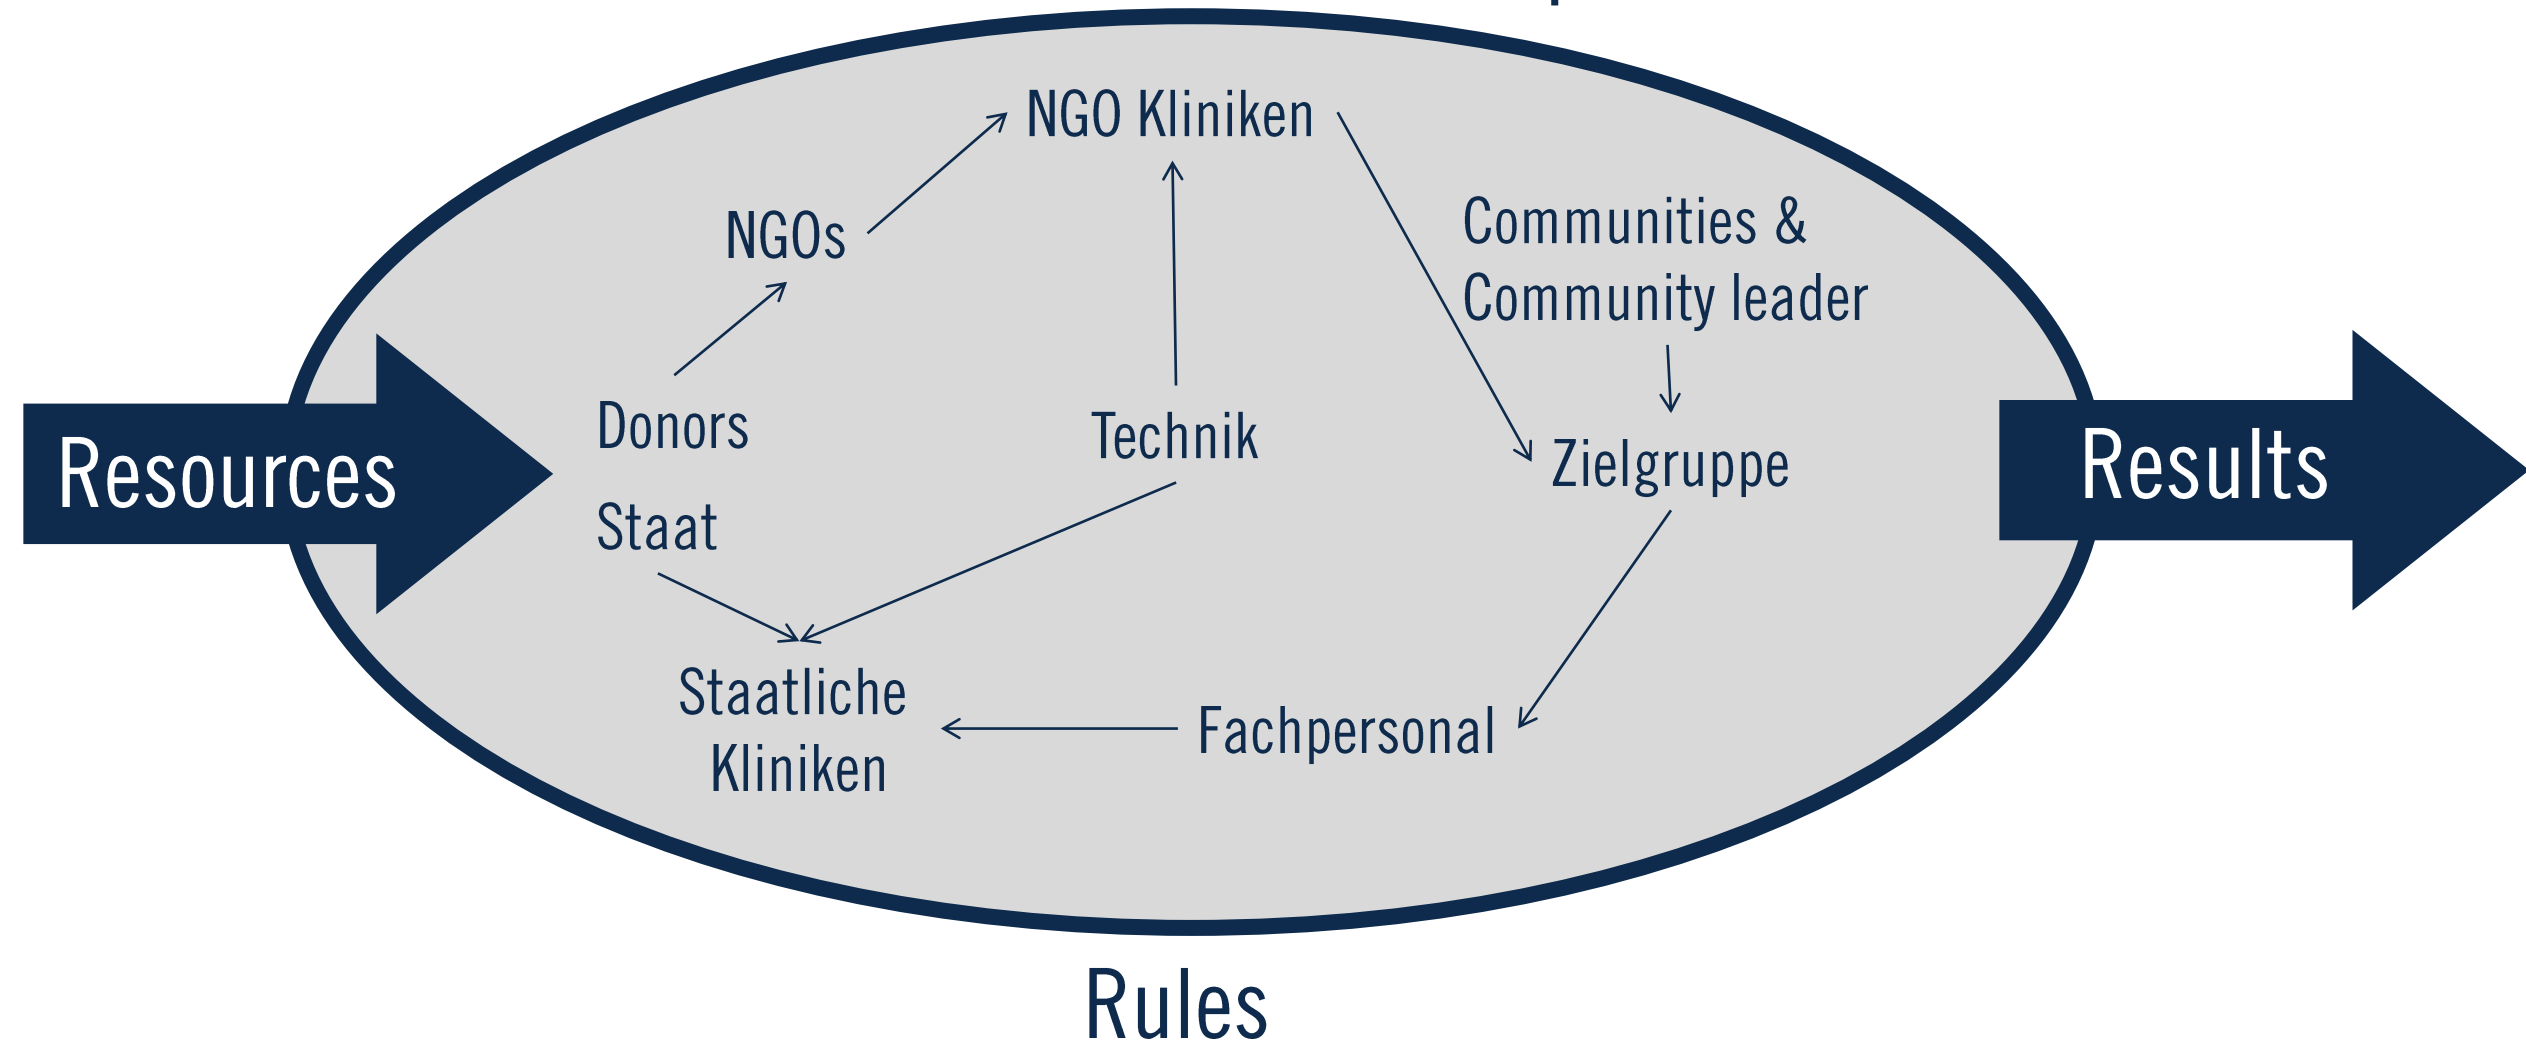 NGO Kliniken
NGOs
Communities &
Community leader
Donors
Technik
Zielgruppe
Resources
Results
Staat
Staatliche
Kliniken
Fachpersonal
Rules